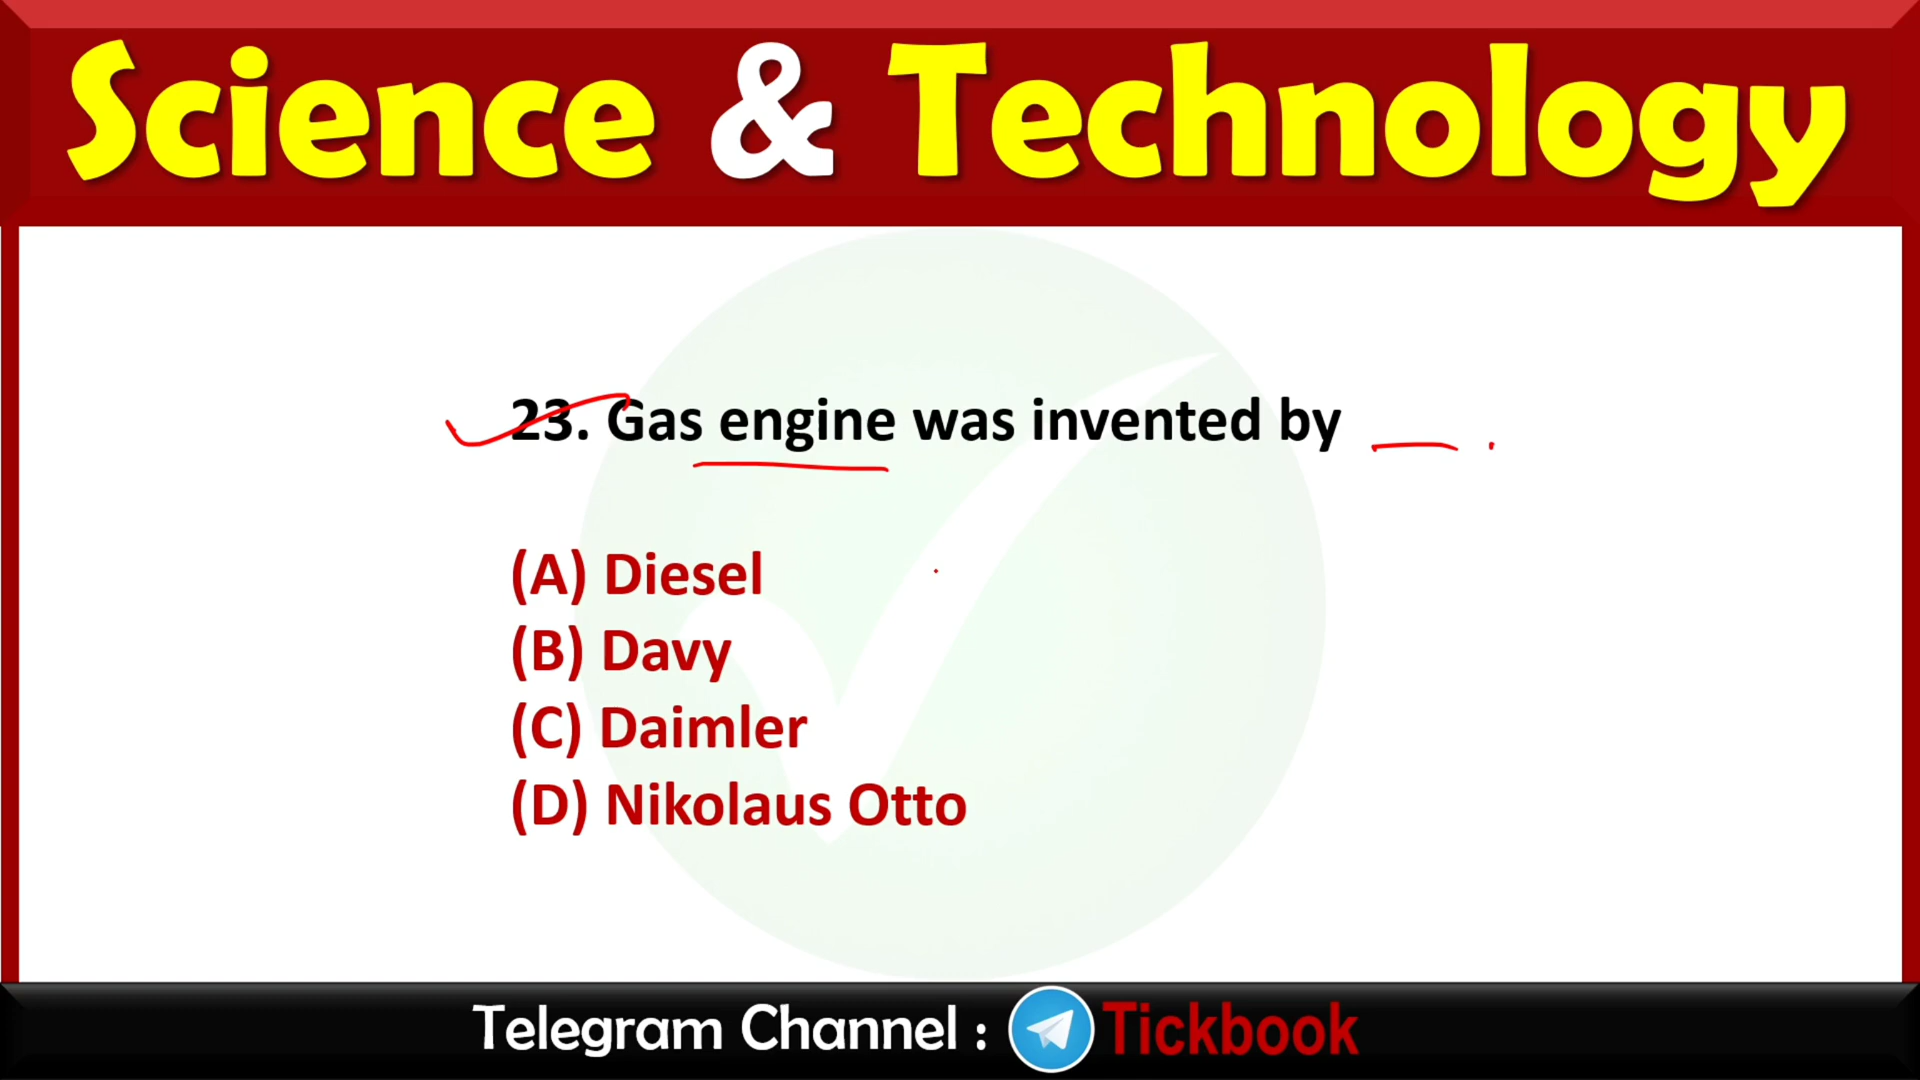 Science & Technology
23. Gas engine was invented by
(A) Diesel
(B) Davy
(C) Daimler
(D) Nikolaus Otto
Telegram Channel : Tickbook